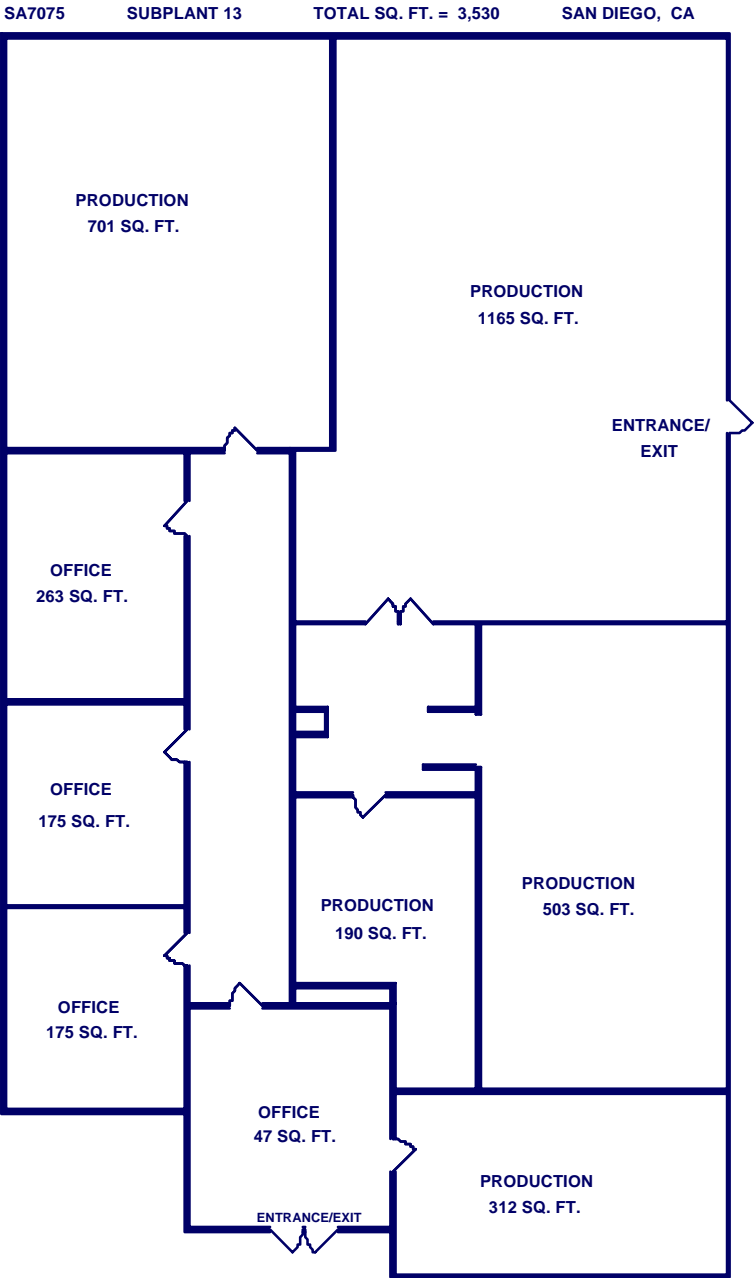 SA7075 SUBPLANT 13 TOTAL SQ. FT. = 3,530 SAN DIEGO, CA
PRODUCTION
701 SQ. FT.
PRODUCTION
1165 SQ. FT.
ENTRANCE/
EXIT
OFFICE
263 SQ. FT.
OFFICE
175 SQ. FT.
PRODUCTION
503 SQ. FT.
PRODUCTION
190 SQ. FT.
OFFICE
175 SQ. FT.
OFFICE
47 SQ. FT.
PRODUCTION
312 SQ. FT.
ENTRANCE/EXIT